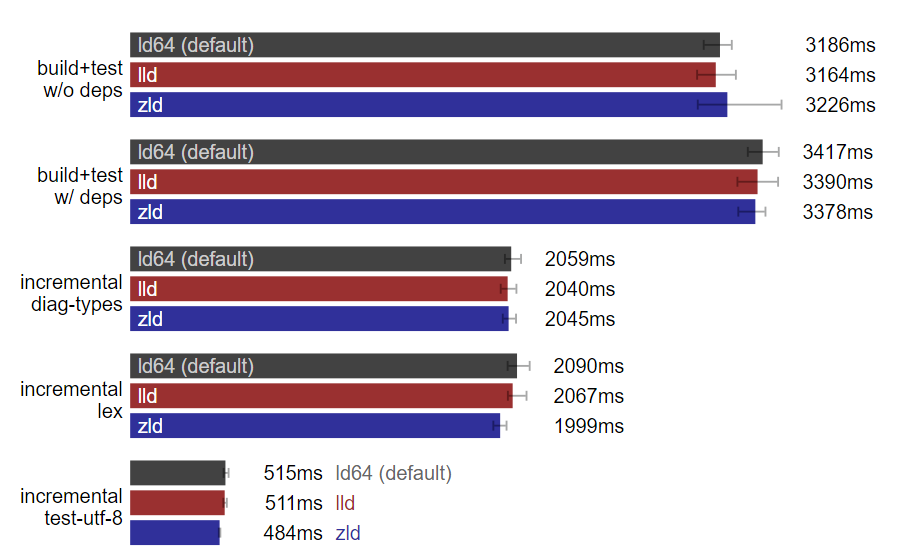 ld64 (default) 3186ms
build+test
w/o deps
lld 3164ms
zld 3226ms
ld64 (default) 3417ms
build+test
w/ deps
lld 3390ms
zld 3378ms
ld64 (default) 2059ms
incremental
diag-types
lld 2040ms
zld 2045ms
ld64 (default) 2090ms
incremental
lex
lld 2067ms
zld 1999ms
515ms ld64 (default)
incremental
test-utf-8
511ms lld
484ms zld